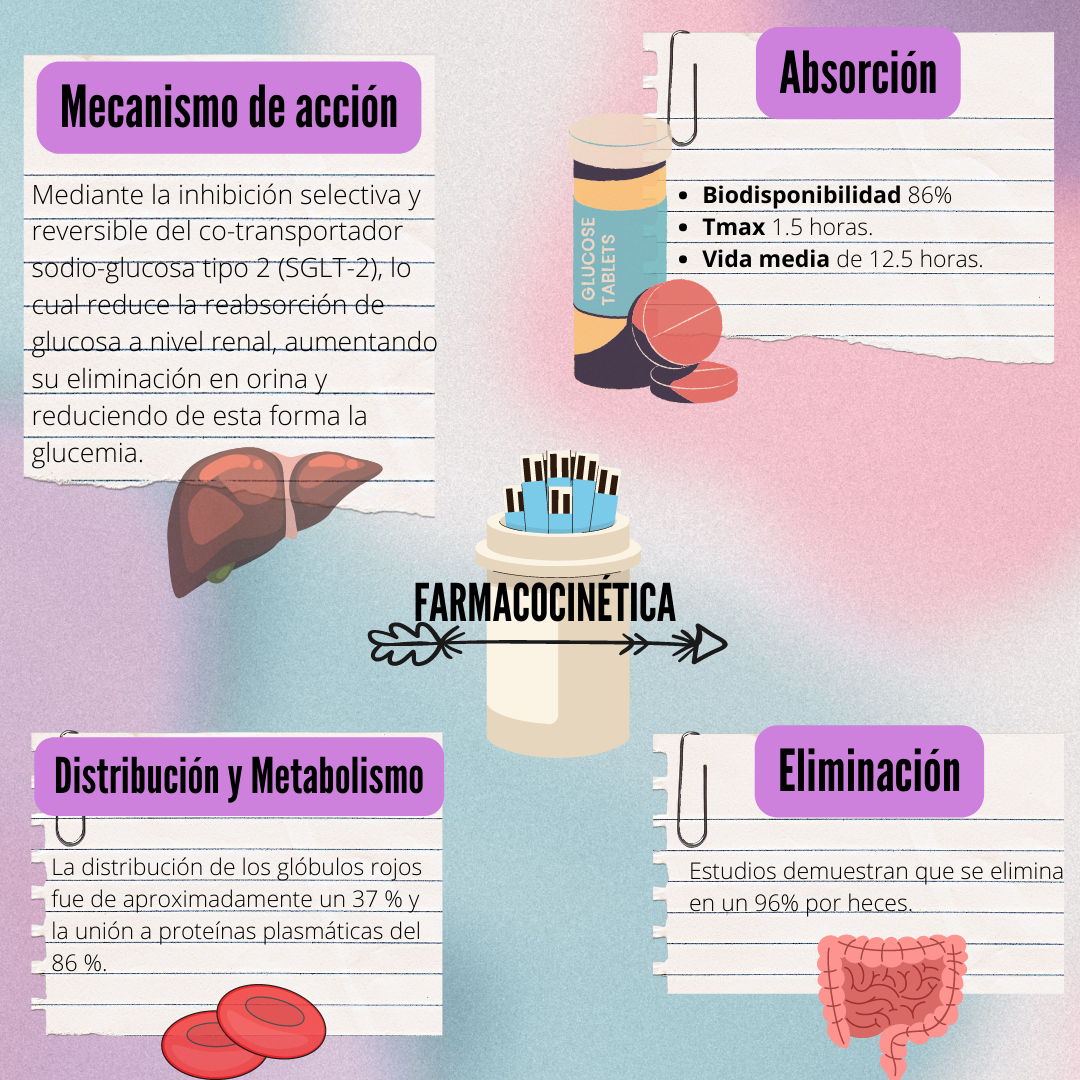 Mecanismo de acción
Mediante la inhibición selectiva y
reversible del co-transportador
sodio-glucosa tipo 2 (SGLT-2), lo
cual reduce la reabsorción de
glucosa a nivel renal, aumentando
su eliminación en orina y
reduciendo de esta forma la
glucemia.
Absorción
• Biodisponibilidad 86%
• Tmax 1.5 horas.
• Vida media de 12.5 horas.
GLUCOSE
TABLETS
FARMACOCINÉTICA
Distribución y Metabolismo
La distribución de los glóbulos rojos
fue de aproximadamente un 37 % y
la unión a proteínas plasmáticas del
86 %.
Eliminación
Estudios demuestran que se elimina
en un 96% por heces.